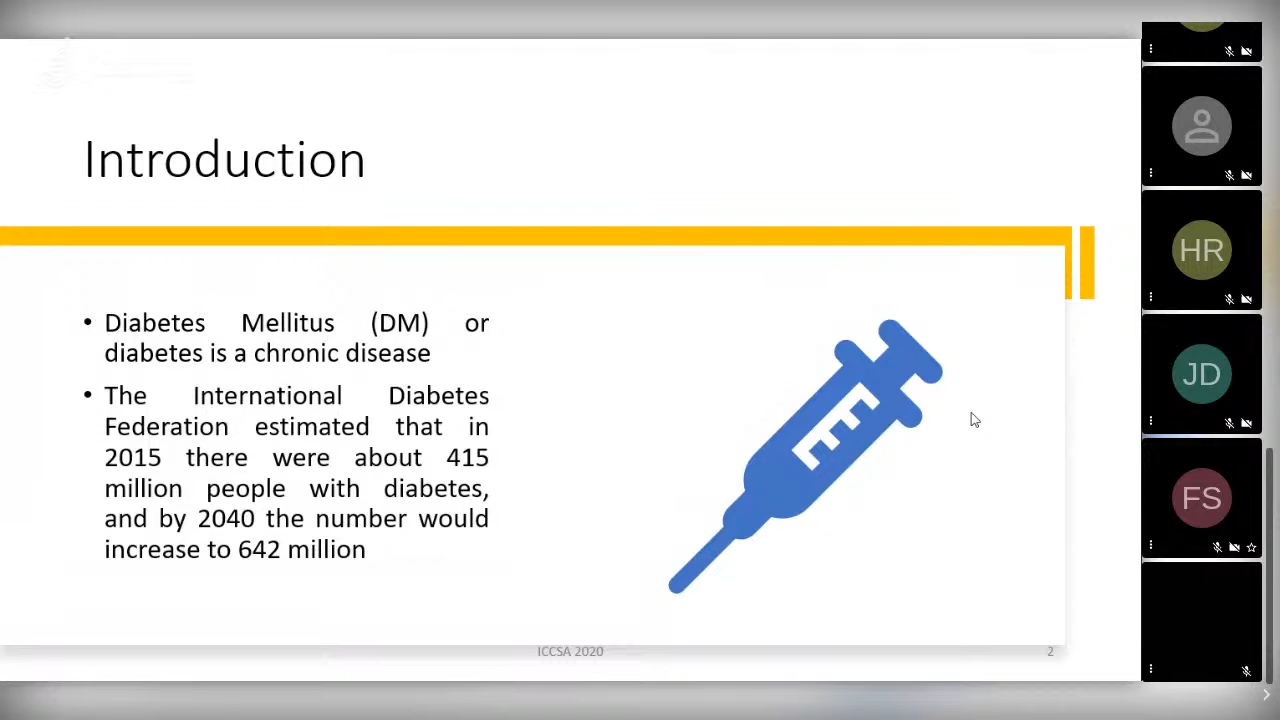 Introduction
• Diabetes Mellitus (DM) or
diabetes is a chronic disease
• The International Diabetes
Federation estimated that in
2015 there were about 415
million people with diabetes,
and by 2040 the number would
increase to 642 million
ICCSA 2020
2
HR
JD
FS